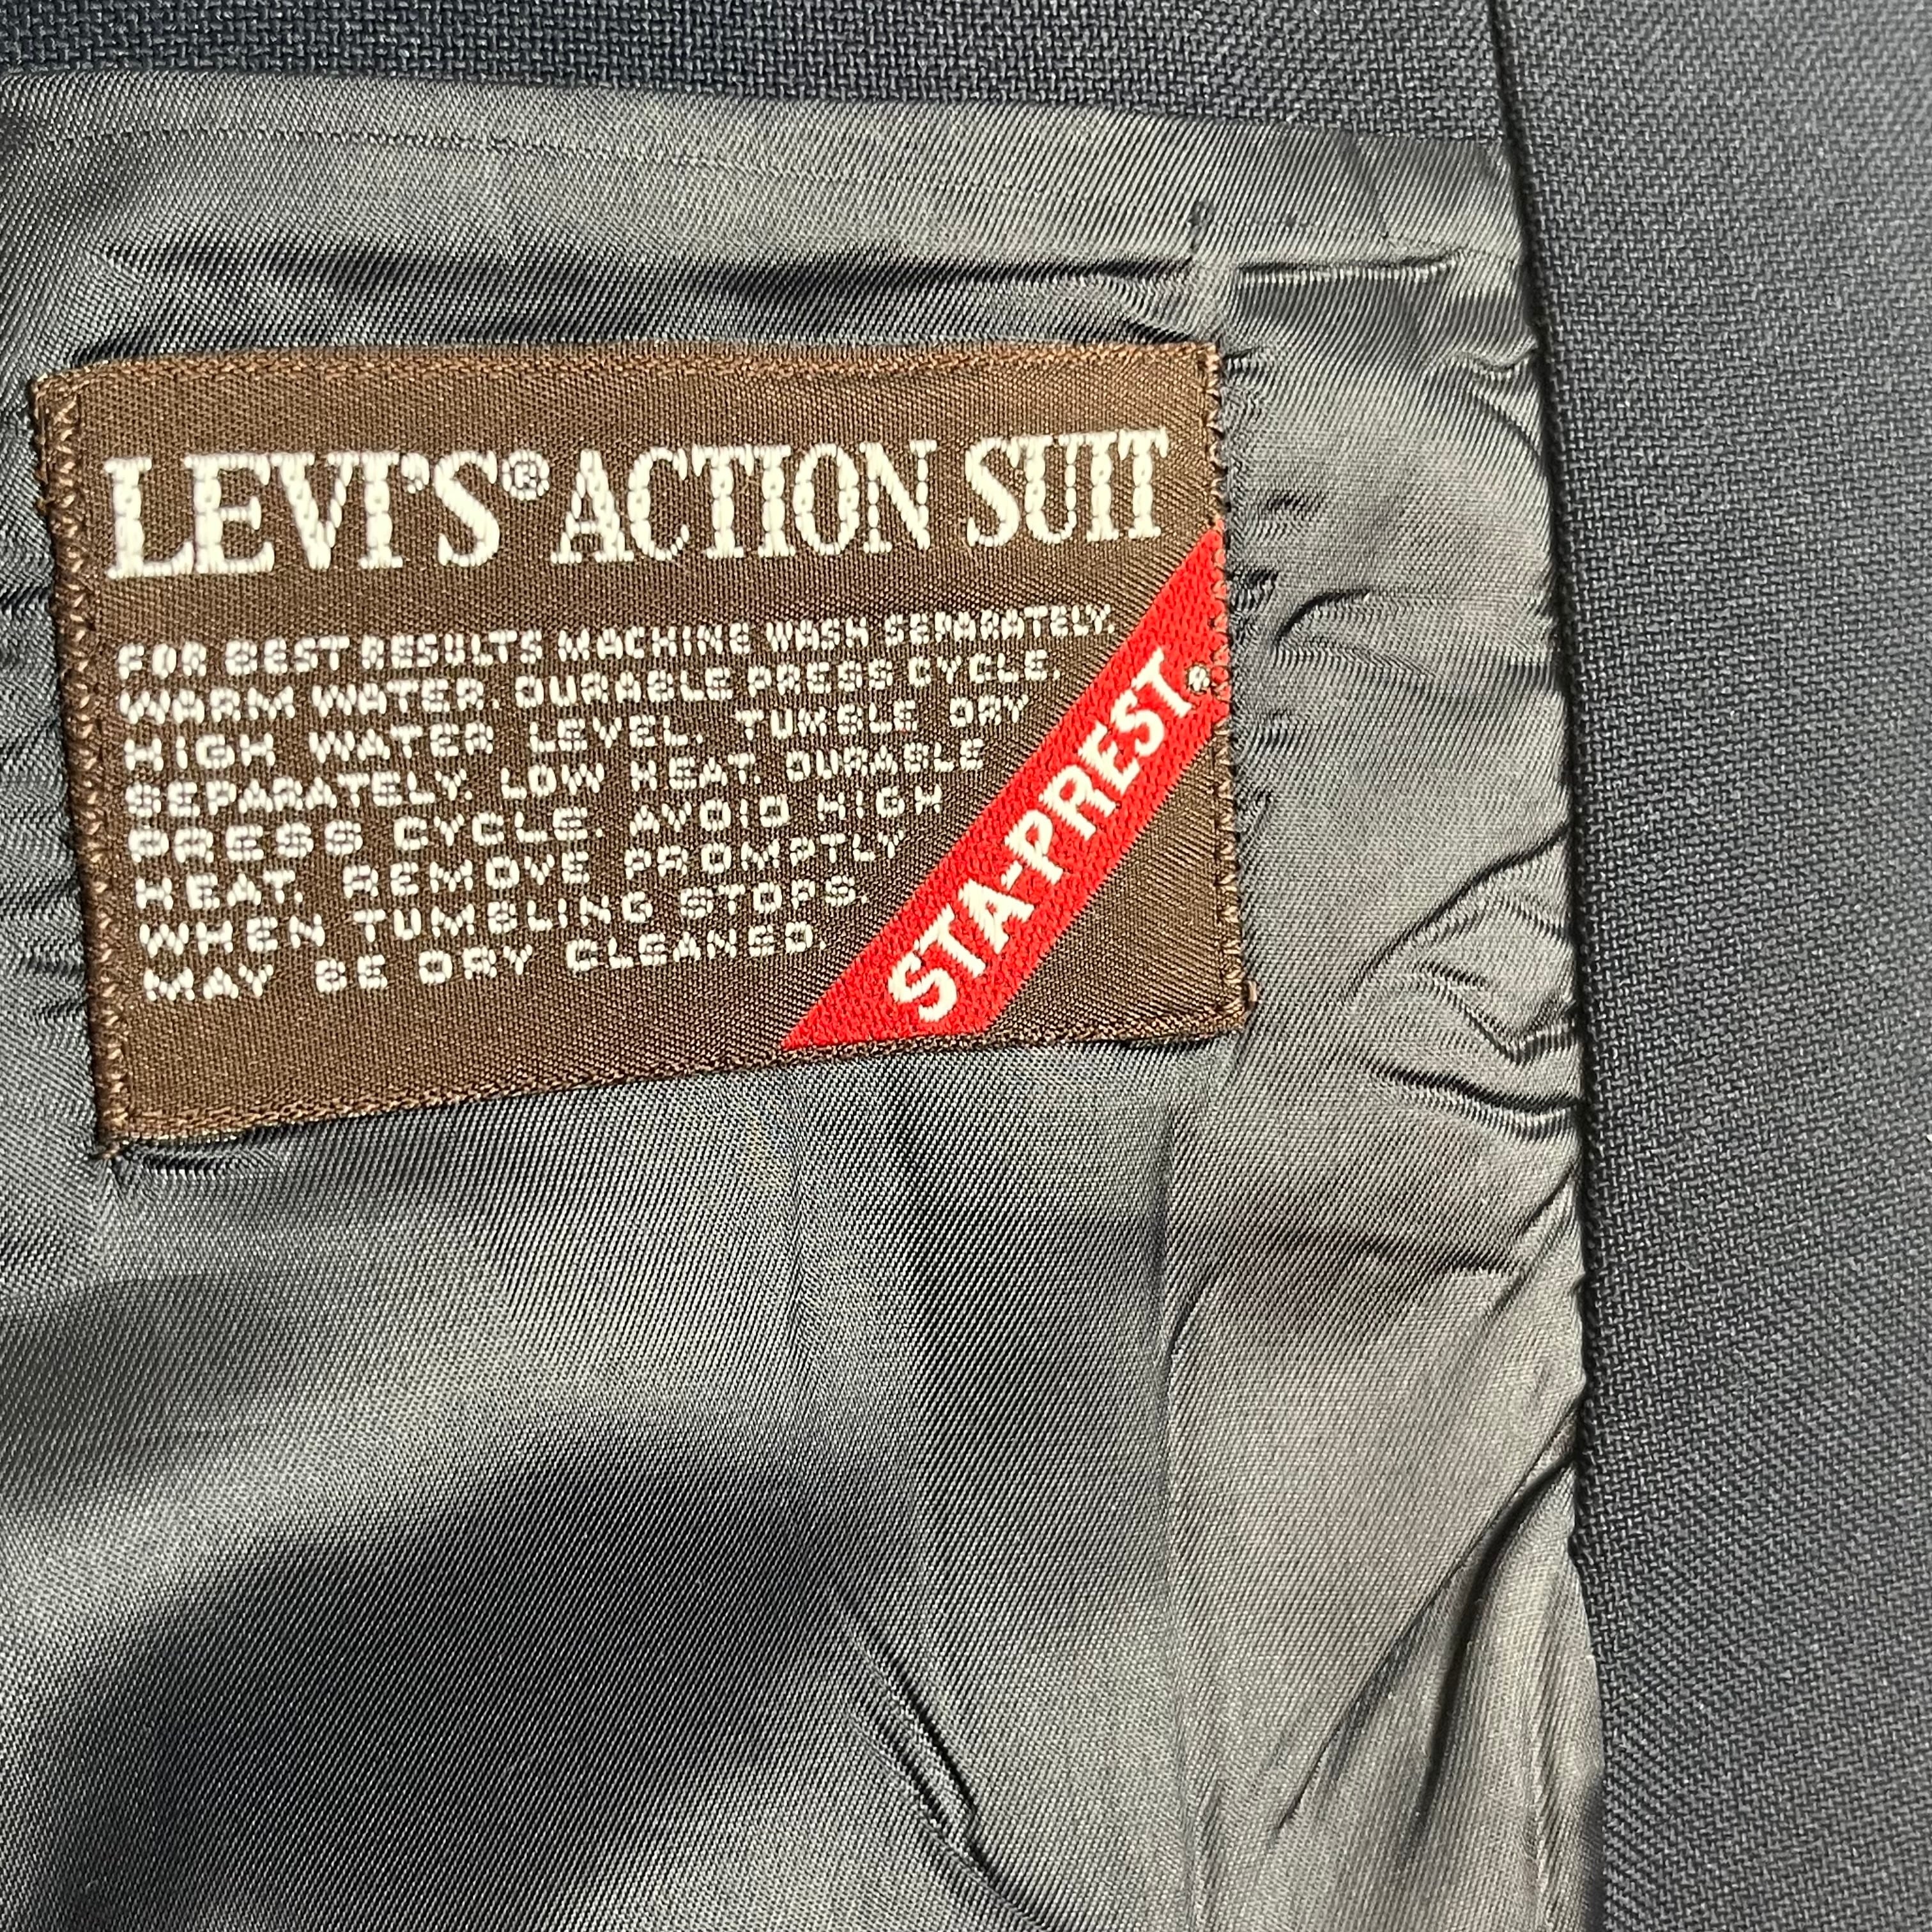 LEVI'S® ACTION SUIT
FOR BEST RESULTS MACHINE WASH SEPARATELY.
WARM WATER. DURABLE PRESS CYCLE.
HIGH WATER LEVEL. TUMBLE DRY
SEPARATELY. LOW HEAT. DURABLE
PRESS CYCLE. AVOID HIGH
HEAT. REMOVE PROMPTLY
WHEN TUMBLING STOPS.
MAY BE DRY CLEANED.
STA-PREST®